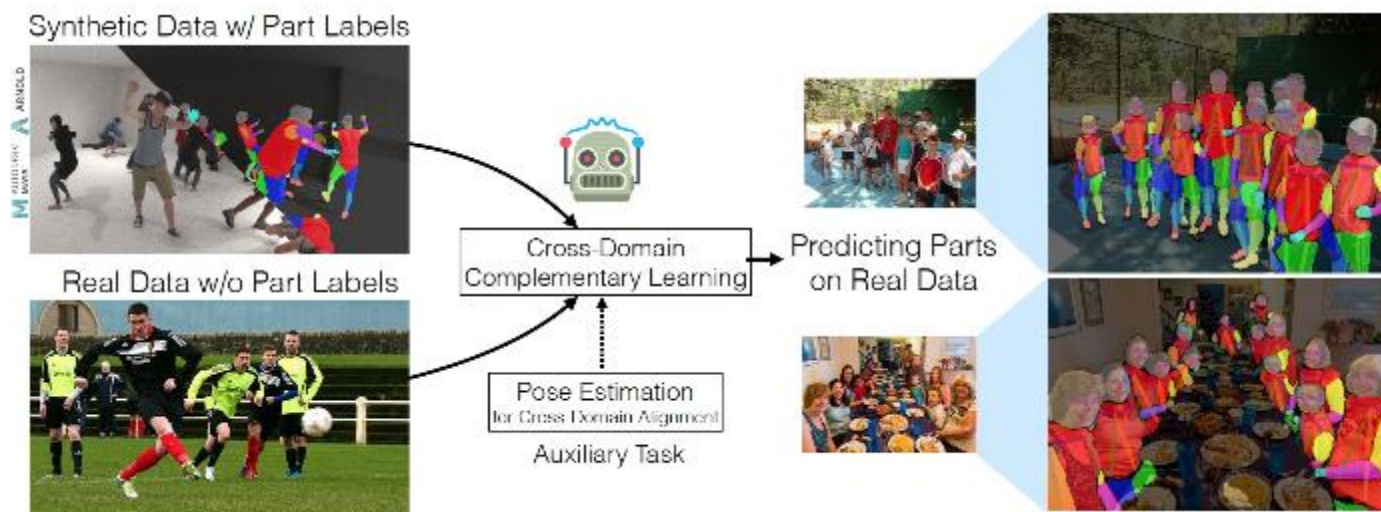 Synthetic Data w/ Part Labels
ARNOLD
Real Data w/o Part Labels
Cross-Domain
Complementary Learning
Pose Estimation
for Cross Domain Alignment
Auxiliary Task
Predicting Parts
on Real Data